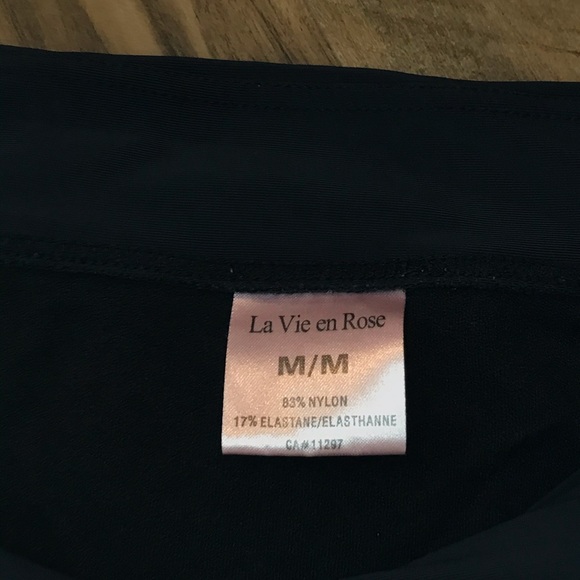 La Vie en Rose
M/M
83% NYLON
17% ELASTANE/ELASTHANNE
CA#11297